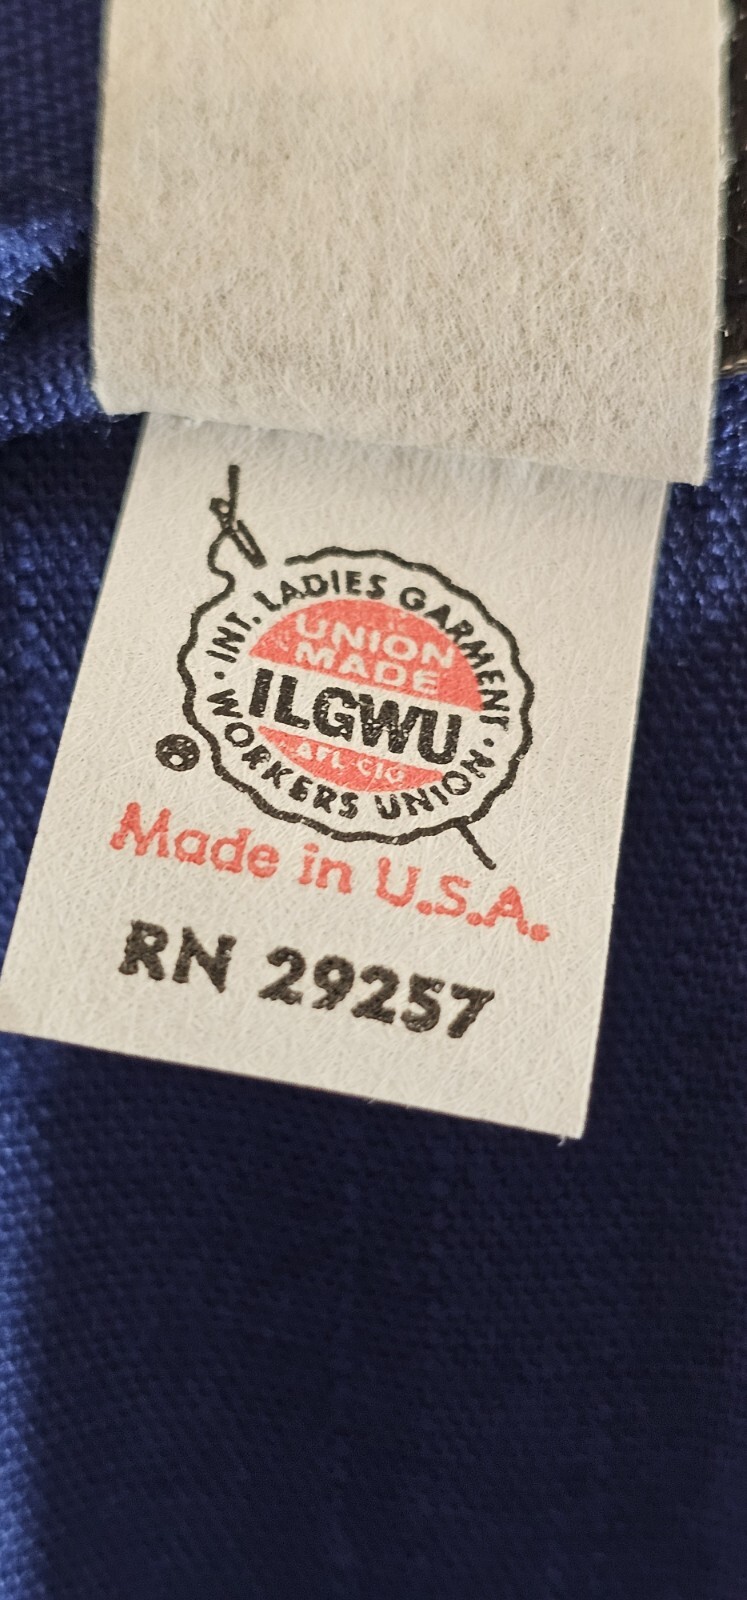 INT. LADIES GARMENT
UNION
MADE
ILGWU
AFL-CIO
WORKERS UNION
Made in U.S.A.
RN 29257